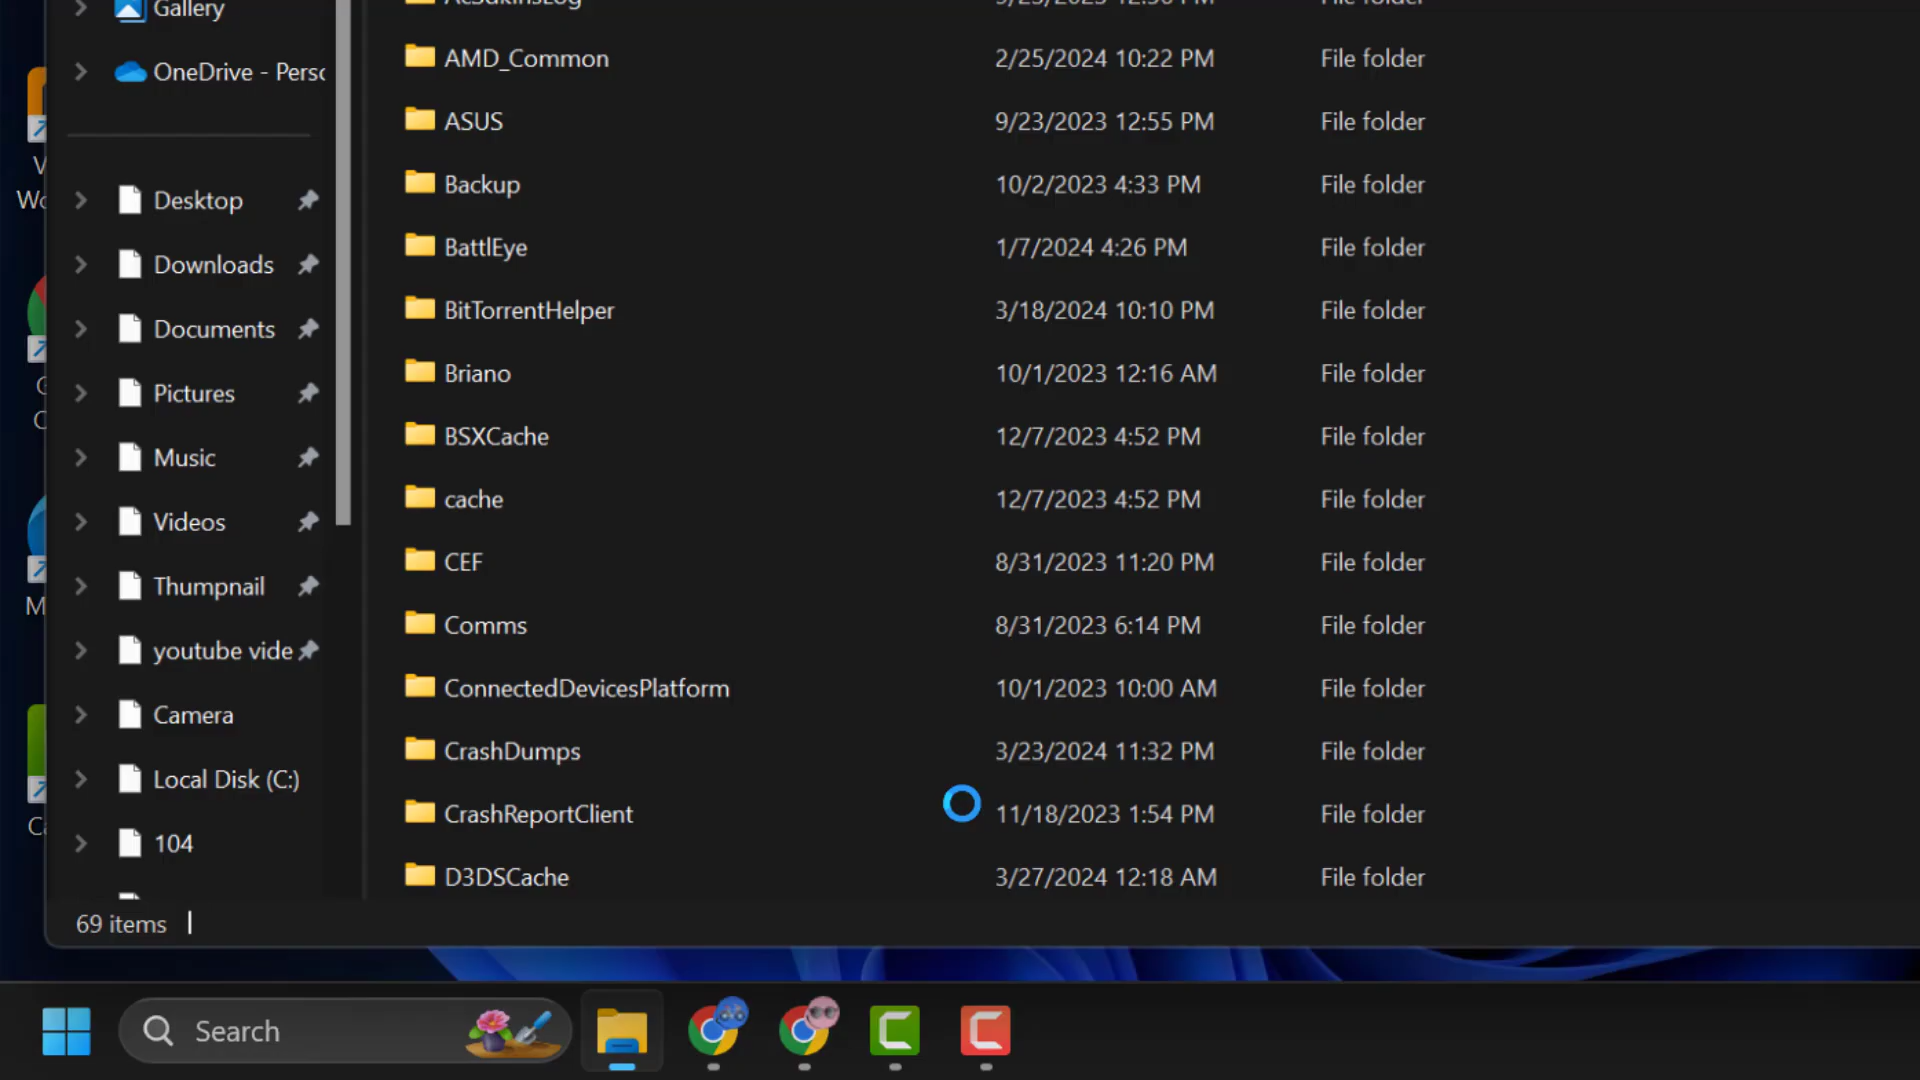 Gallery
OneDrive - Perso
Desktop
Downloads
Documents
Pictures
Music
Videos
Thumpnail
youtube vide
Camera
Local Disk (C:)
104
AMD_Common 2/25/2024 10:22 PM File folder
ASUS 9/23/2023 12:55 PM File folder
Backup 10/2/2023 4:33 PM File folder
BattlEye 1/7/2024 4:26 PM File folder
BitTorrentHelper 3/18/2024 10:10 PM File folder
Briano 10/1/2023 12:16 AM File folder
BSXCache 12/7/2023 4:52 PM File folder
cache 12/7/2023 4:52 PM File folder
CEF 8/31/2023 11:20 PM File folder
Comms 8/31/2023 6:14 PM File folder
ConnectedDevicesPlatform 10/1/2023 10:00 AM File folder
CrashDumps 3/23/2024 11:32 PM File folder
CrashReportClient 11/18/2023 1:54 PM File folder
D3DSCache 3/27/2024 12:18 AM File folder
69 items
Search